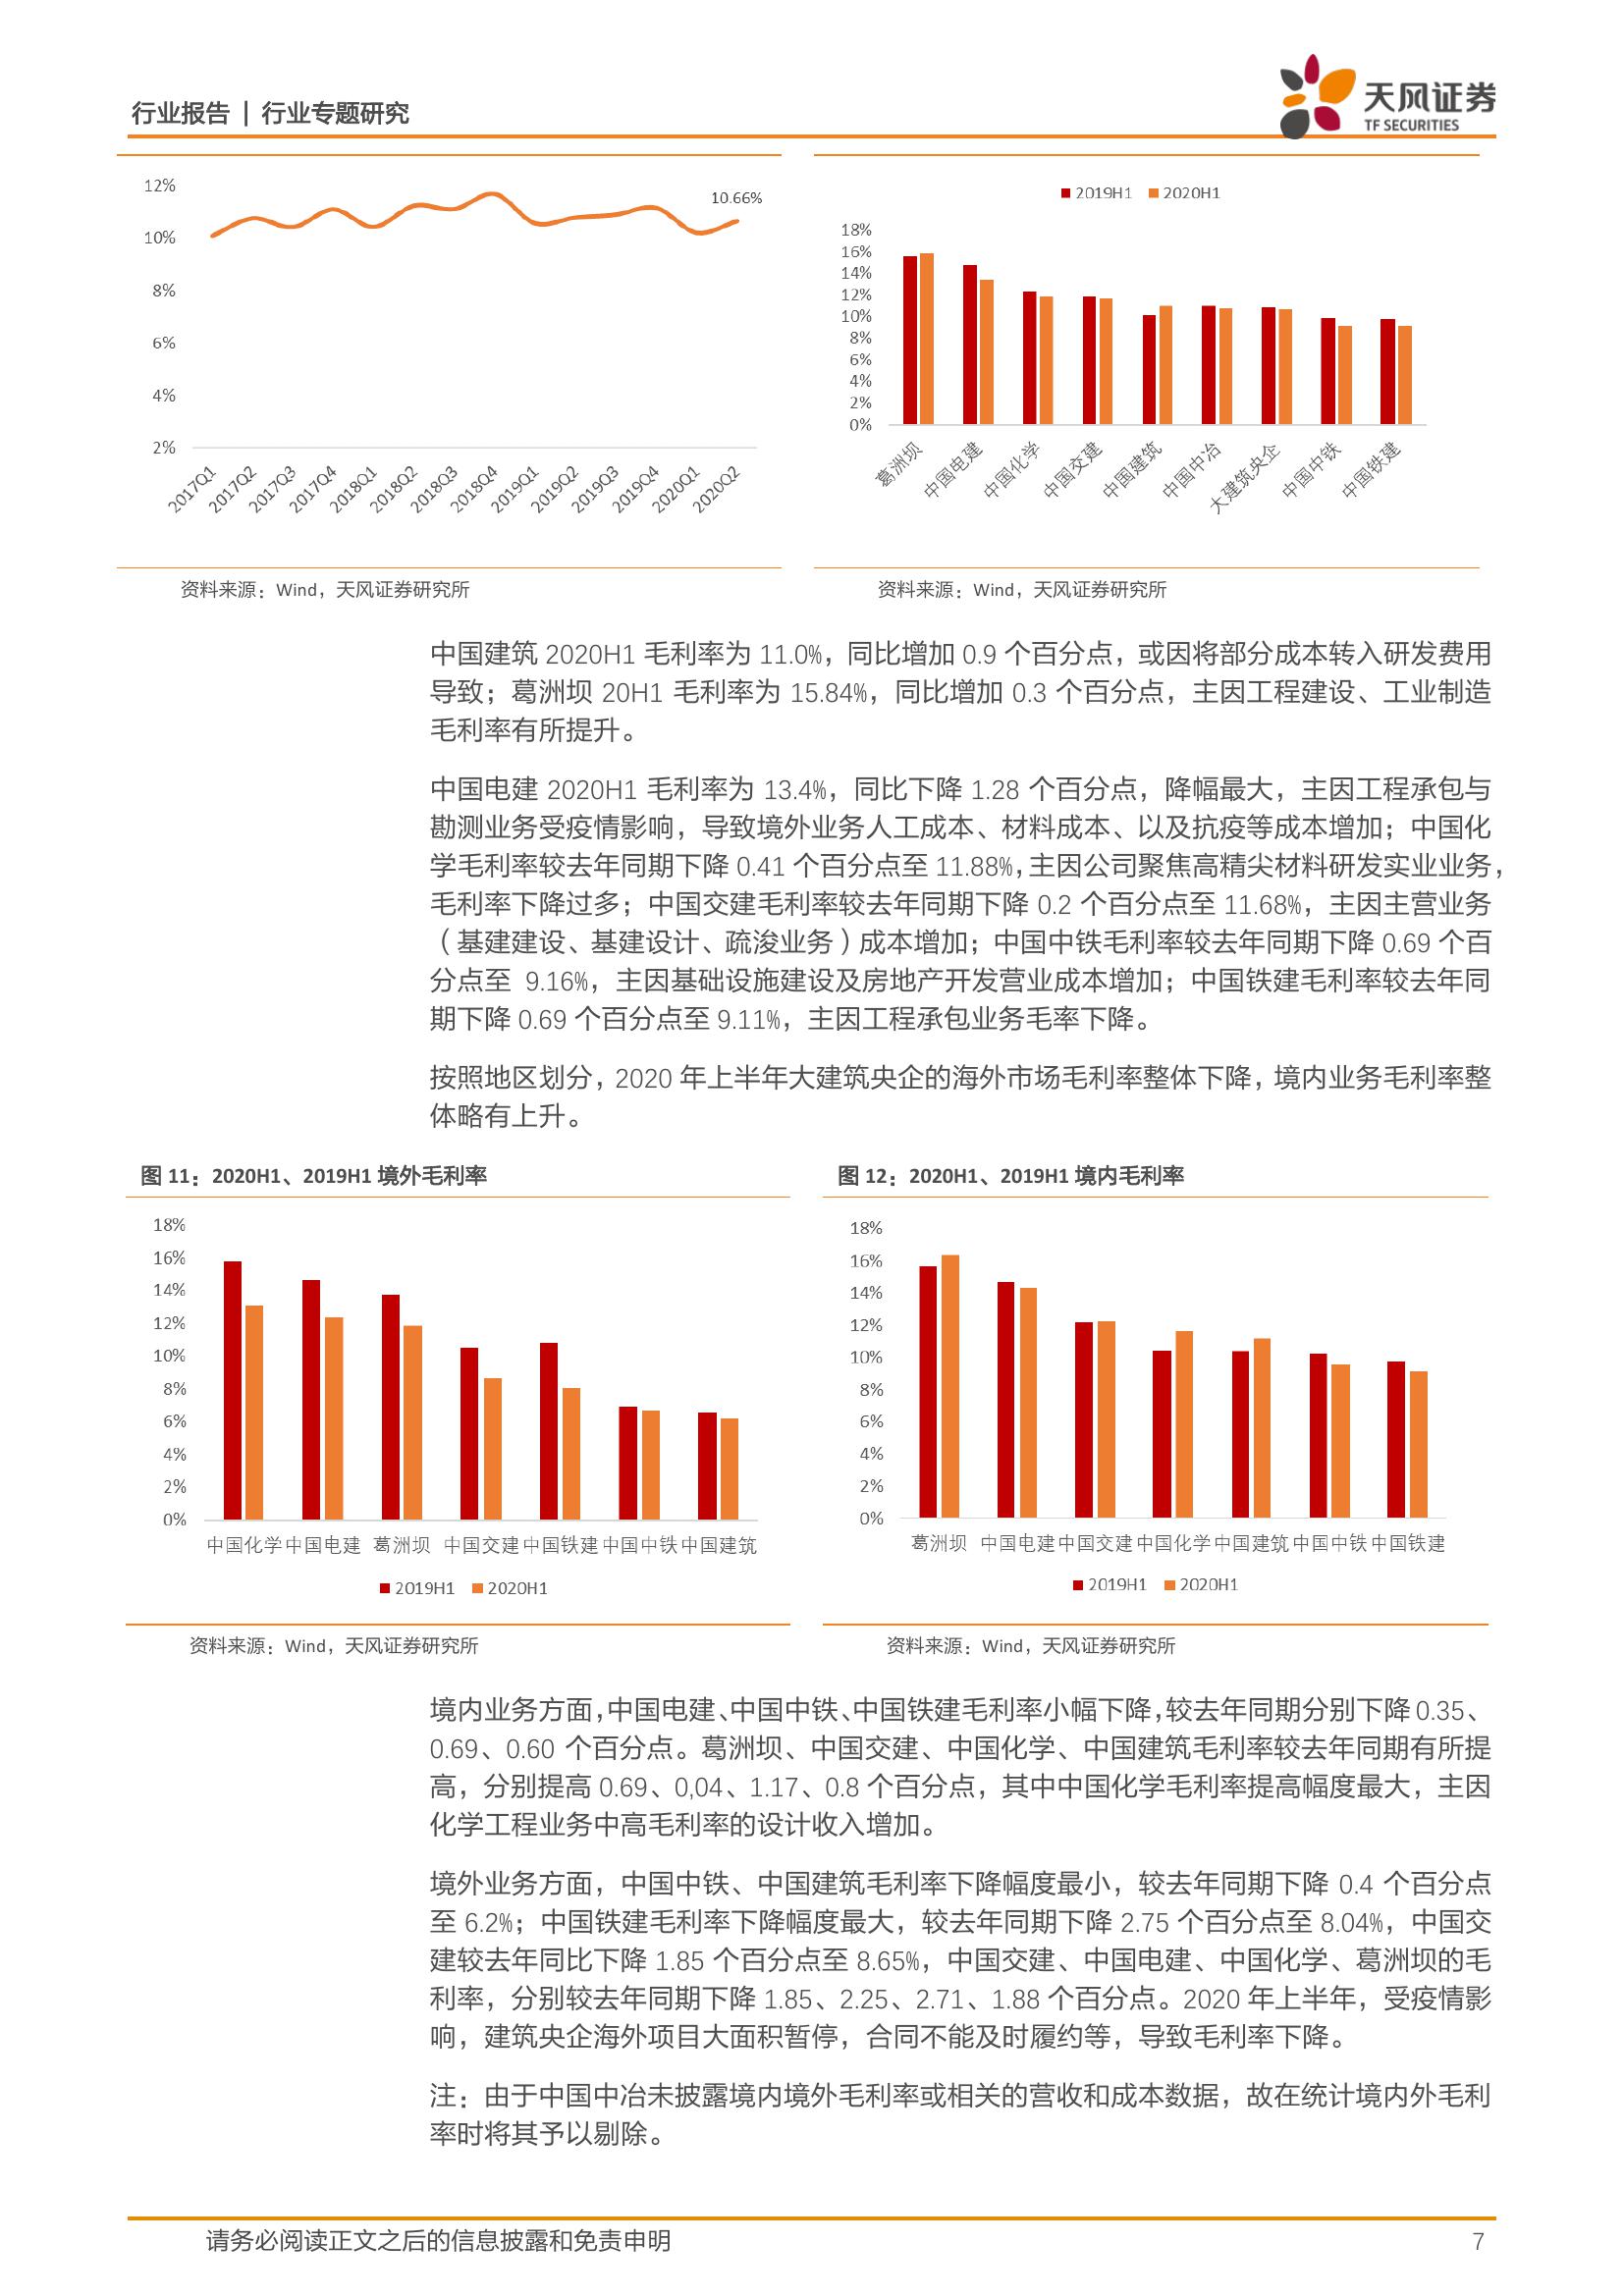 行业报告 | 行业专题研究
天风证券
TF SECURITIES
12%
10%
8%
6%
4%
2%
10.66%
2017Q1
2017Q2
2017Q3
2017Q4
2018Q1
2018Q2
2018Q3
2018Q4
2019Q1
2019Q2
2019Q3
2019Q4
2020Q1
2020Q2
资料来源：Wind，天风证券研究所
2019H1 2020H1
18%
16%
14%
12%
10%
8%
6%
4%
2%
0%
葛洲坝
中国电建
中国化学
中国交建
中国建筑
中国中冶
大建筑央企
中国中铁
中国铁建
资料来源：Wind，天风证券研究所
中国建筑 2020H1 毛利率为 11.0%，同比增加 0.9 个百分点，或因将部分成本转入研发费用
导致；葛洲坝 20H1 毛利率为 15.84%，同比增加 0.3 个百分点，主因工程建设、工业制造
毛利率有所提升。
中国电建 2020H1 毛利率为 13.4%，同比下降 1.28 个百分点，降幅最大，主因工程承包与
勘测业务受疫情影响，导致境外业务人工成本、材料成本、以及抗疫等成本增加；中国化
学毛利率较去年同期下降 0.41 个百分点至 11.88%，主因公司聚焦高精尖材料研发实业业务，
毛利率下降过多；中国交建毛利率较去年同期下降 0.2 个百分点至 11.68%，主因主营业务
（基建建设、基建设计、疏浚业务）成本增加；中国中铁毛利率较去年同期下降 0.69 个百
分点至 9.16%，主因基础设施建设及房地产开发营业成本增加；中国铁建毛利率较去年同
期下降 0.69 个百分点至 9.11%，主因工程承包业务毛率下降。
按照地区划分，2020 年上半年大建筑央企的海外市场毛利率整体下降，境内业务毛利率整
体略有上升。
图 11：2020H1、2019H1 境外毛利率
18%
16%
14%
12%
10%
8%
6%
4%
2%
0%
中国化学 中国电建 葛洲坝 中国交建 中国铁建 中国中铁 中国建筑
2019H1 2020H1
资料来源：Wind，天风证券研究所
图 12：2020H1、2019H1 境内毛利率
18%
16%
14%
12%
10%
8%
6%
4%
2%
0%
葛洲坝 中国电建 中国交建 中国化学 中国建筑 中国中铁 中国铁建
2019H1 2020H1
资料来源：Wind，天风证券研究所
境内业务方面，中国电建、中国中铁、中国铁建毛利率小幅下降，较去年同期分别下降 0.35、
0.69、0.60 个百分点。葛洲坝、中国交建、中国化学、中国建筑毛利率较去年同期有所提
高，分别提高 0.69、0,04、1.17、0.8 个百分点，其中中国化学毛利率提高幅度最大，主因
化学工程业务中高毛利率的设计收入增加。
境外业务方面，中国中铁、中国建筑毛利率下降幅度最小，较去年同期下降 0.4 个百分点
至 6.2%；中国铁建毛利率下降幅度最大，较去年同期下降 2.75 个百分点至 8.04%，中国交
建较去年同比下降 1.85 个百分点至 8.65%，中国交建、中国电建、中国化学、葛洲坝的毛
利率，分别较去年同期下降 1.85、2.25、2.71、1.88 个百分点。2020 年上半年，受疫情影
响，建筑央企海外项目大面积暂停，合同不能及时履约等，导致毛利率下降。
注：由于中国中冶未披露境内境外毛利率或相关的营收和成本数据，故在统计境内外毛利
率时将其予以剔除。
请务必阅读正文之后的信息披露和免责申明
7